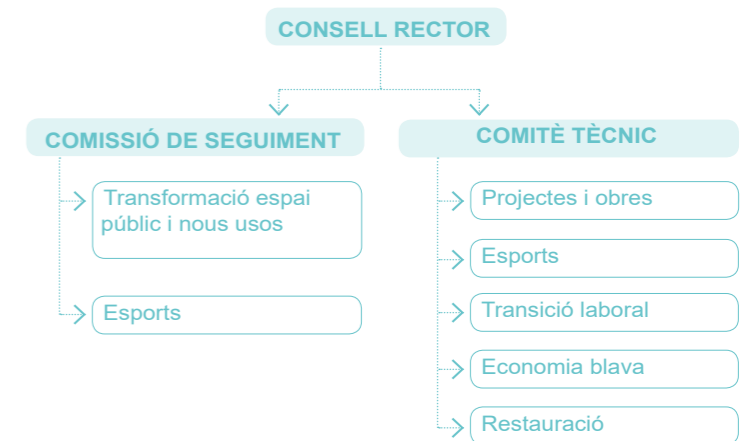 CONSELL RECTOR
COMISSIÓ DE SEGUIMENT
Transformació espai
públic i nous usos
Esports
COMITÈ TÈCNIC
Projectes i obres
Esports
Transició laboral
Economia blava
Restauració